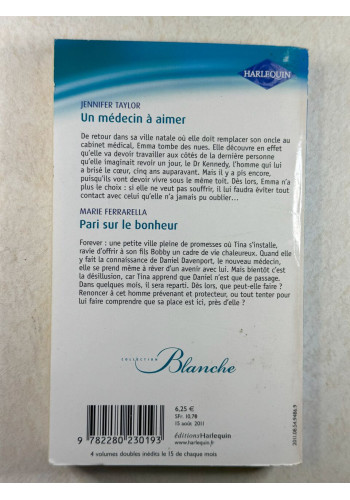 HARLEQUIN
JENNIFER TAYLOR
Un médecin à aimer
De retour dans sa ville natale où elle doit remplacer son oncle au
cabinet médical, Emma tombe des nues. Elle découvre en effet
qu'elle va devoir travailler aux côtés de la dernière personne
qu'elle imaginait revoir un jour, le Dr Kennedy, l'homme qui lui
a brisé le cœur, cinq ans auparavant. Mais il y a pis encore,
puisqu'ils vont devoir vivre sous le même toit. Dès lors, Emma n'a
plus le choix : si elle ne veut pas souffrir, il lui faudra éviter tout
contact avec celui qu'elle n'a jamais pu oublier...
MARIE FERRARELLA
Pari sur le bonheur
Forever : une petite ville pleine de promesses où Tina s'installe,
ravie d'offrir à son fils Bobby un cadre de vie chaleureux. Quand elle
y fait la connaissance de Daniel Davenport, le nouveau médecin,
elle se prend même à rêver d'un avenir avec lui. Mais bientôt c'est
la désillusion, car Tina apprend que Daniel n'est que de passage.
Dans quelques mois, il sera reparti. Dès lors, que peut-elle faire ?
Renoncer à cet homme prévenant et protecteur, ou tout tenter pour
lui faire comprendre que sa place est ici, près d'elle ?
COLLECTION
Blanche
6,25 €
SFr. 10,78
15 août 2011
9 782280 230193
éditionsHarlequin
4 volumes doubles inédits le 15 de chaque mois
2011.08.54.9486.9